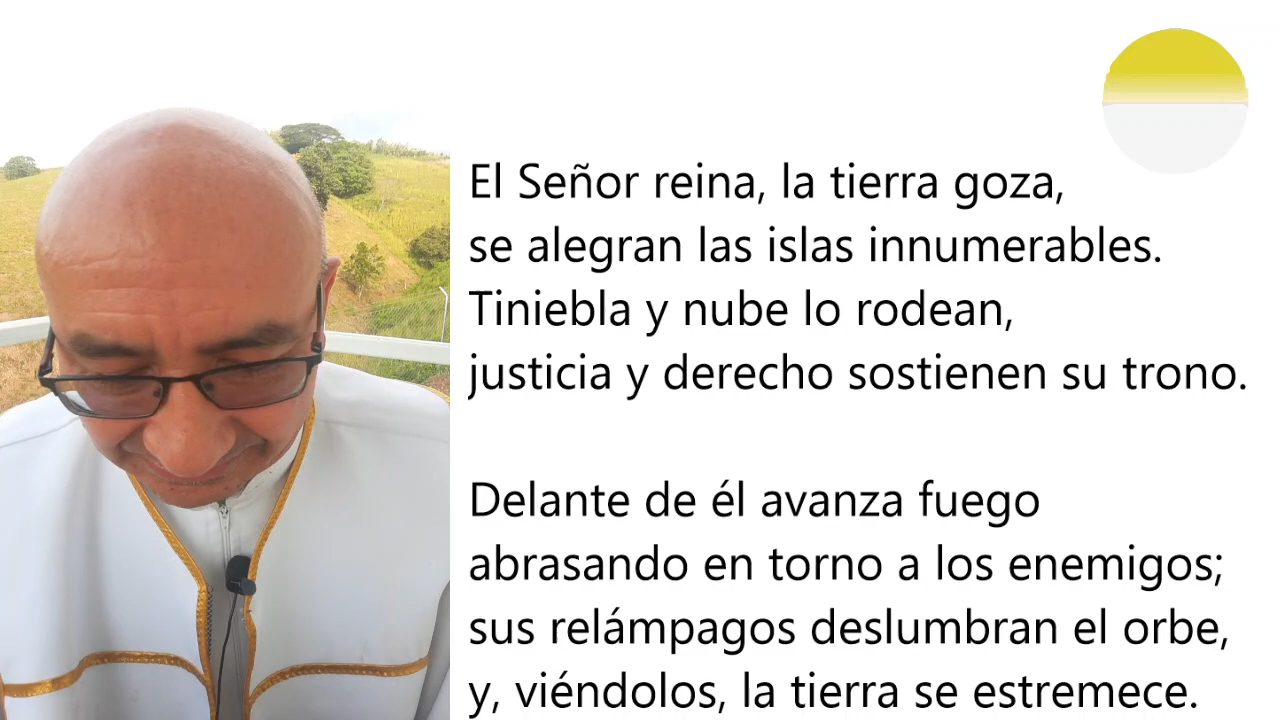 El Señor reina, la tierra goza,
se alegran las islas innumerables.
Tiniebla y nube lo rodean,
justicia y derecho sostienen su trono.
Delante de él avanza fuego
abrasando en torno a los enemigos;
sus relámpagos deslumbran el orbe,
y, viéndolos, la tierra se estremece.